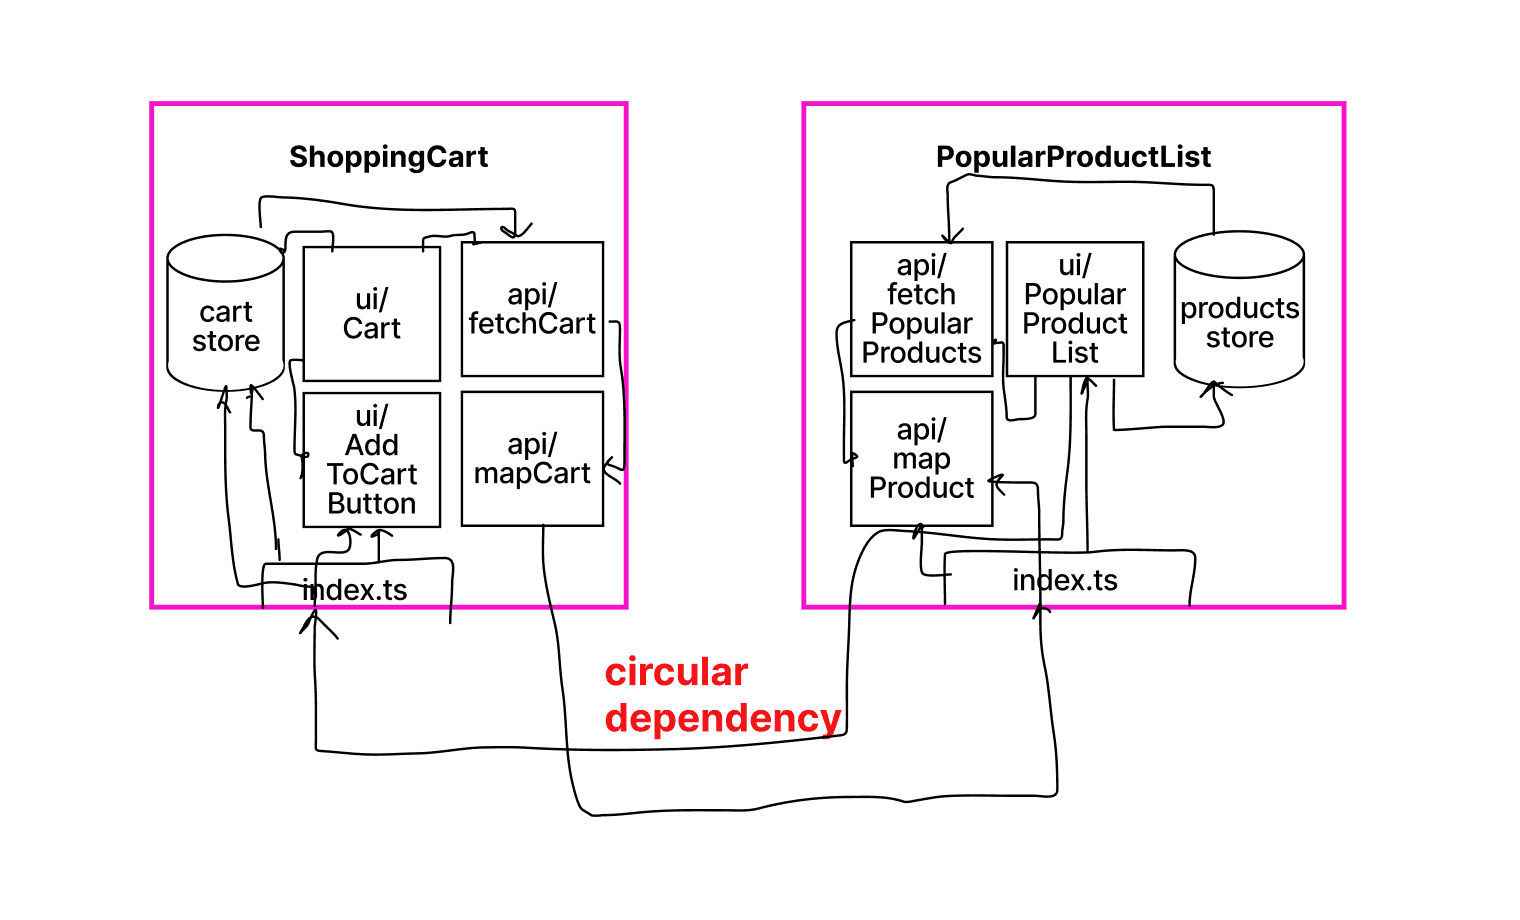 ShoppingCart
cart
store
ui/
Cart
api/
fetchCart
ui/
Add
ToCart
Button
api/
mapCart
index.ts
PopularProductList
api/
fetch
Popular
Products
ui/
Popular
Product
List
products
store
api/
map
Product
index.ts
circular
dependency